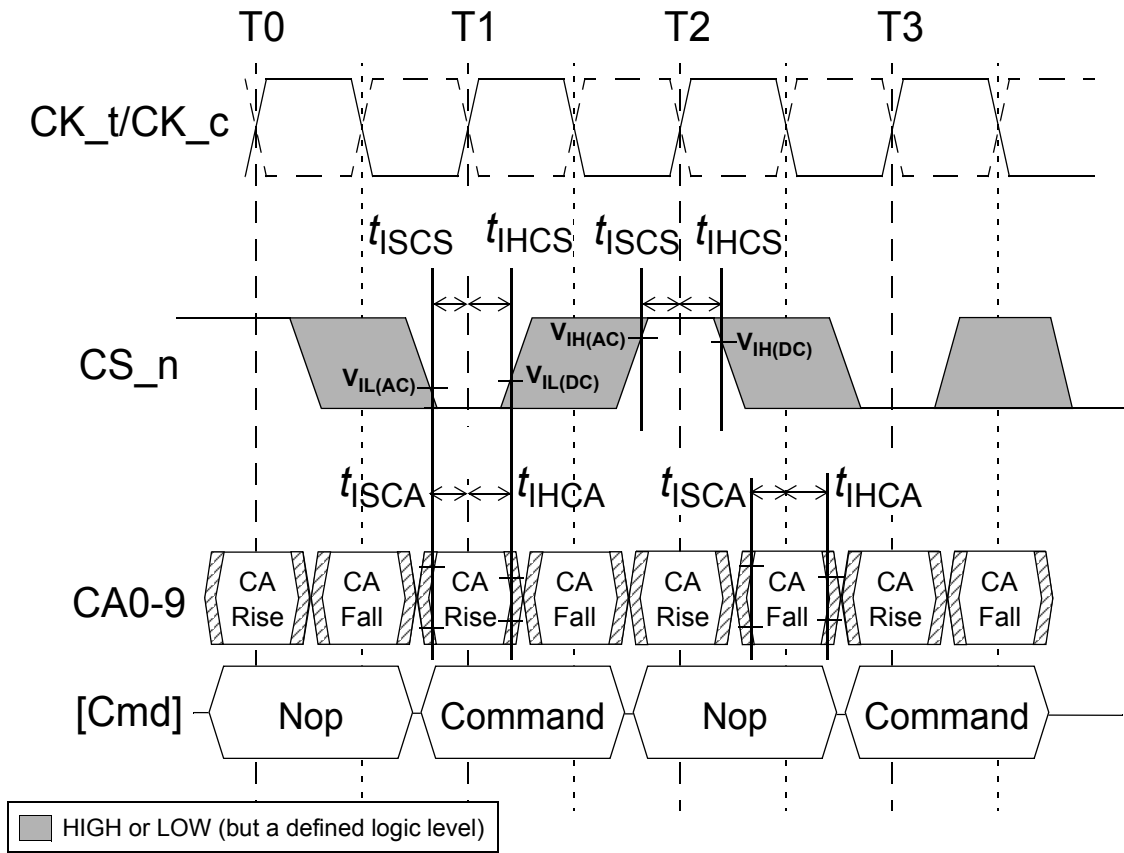 T0 T1 T2 T3
CK_t/CK_c
tISCS tIHCS tISCS tIHCS
CS_n
VIL(AC) VIL(DC) VIH(AC) VIH(DC)
tISCA tIHCA tISCA tIHCA
CA0-9
CA Rise
CA Fall
CA Rise
CA Fall
CA Rise
CA Fall
CA Rise
CA Fall
[Cmd] Nop Command Nop Command
HIGH or LOW (but a defined logic level)